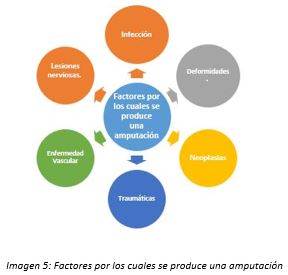 Infección
Deformidades
.
Neoplasias
Traumáticas
Enfermedad
Vascular
Lesiones
nerviosas.
Factores por
los cuales se
produce
una
amputación
Imagen 5: Factores por los cuales se produce una amputación